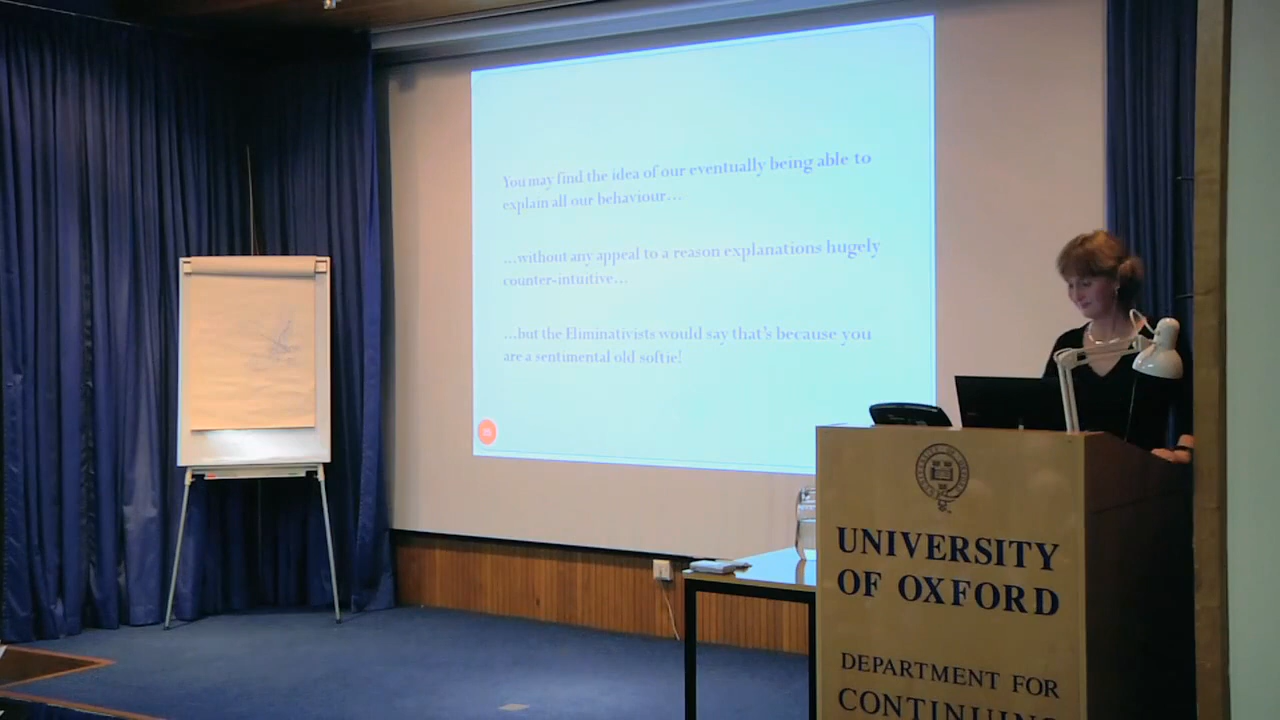 You may find the idea of our eventually being able to
explain all our behaviour…
…without any appeal to a reason explanations hugely
counter-intuitive…
…but the Eliminativists would say that's because you
are a sentimental old softie!
UNIVERSITY
OF OXFORD
DEPARTMENT FOR
CONTINUING